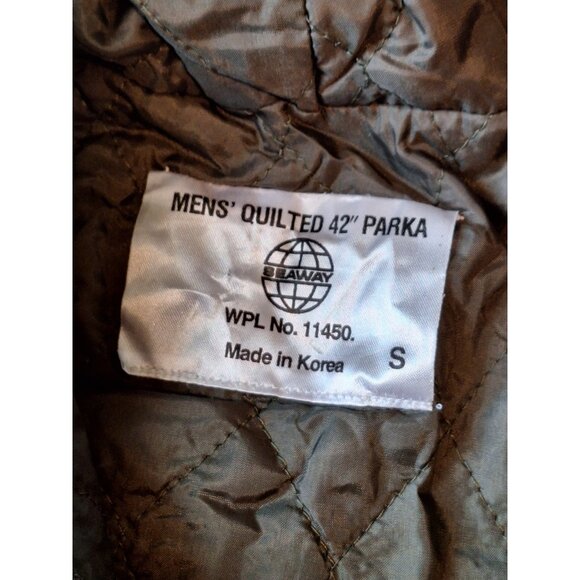 MENS' QUILTED 42" PARKA
SEAWAY
WPL No. 11450.
Made in Korea
S